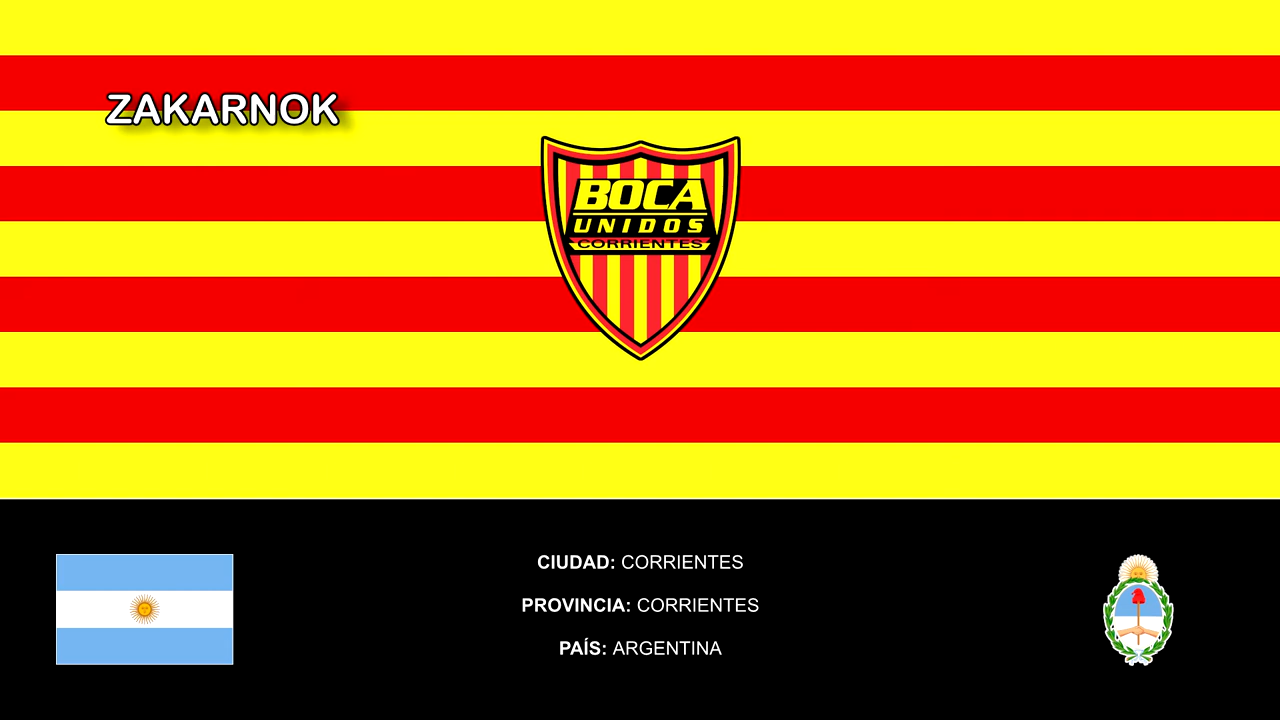 ZAKARNOK
BOCA
UNIDOS
CORRIENTES
CIUDAD: CORRIENTES
PROVINCIA: CORRIENTES
PAÍS: ARGENTINA